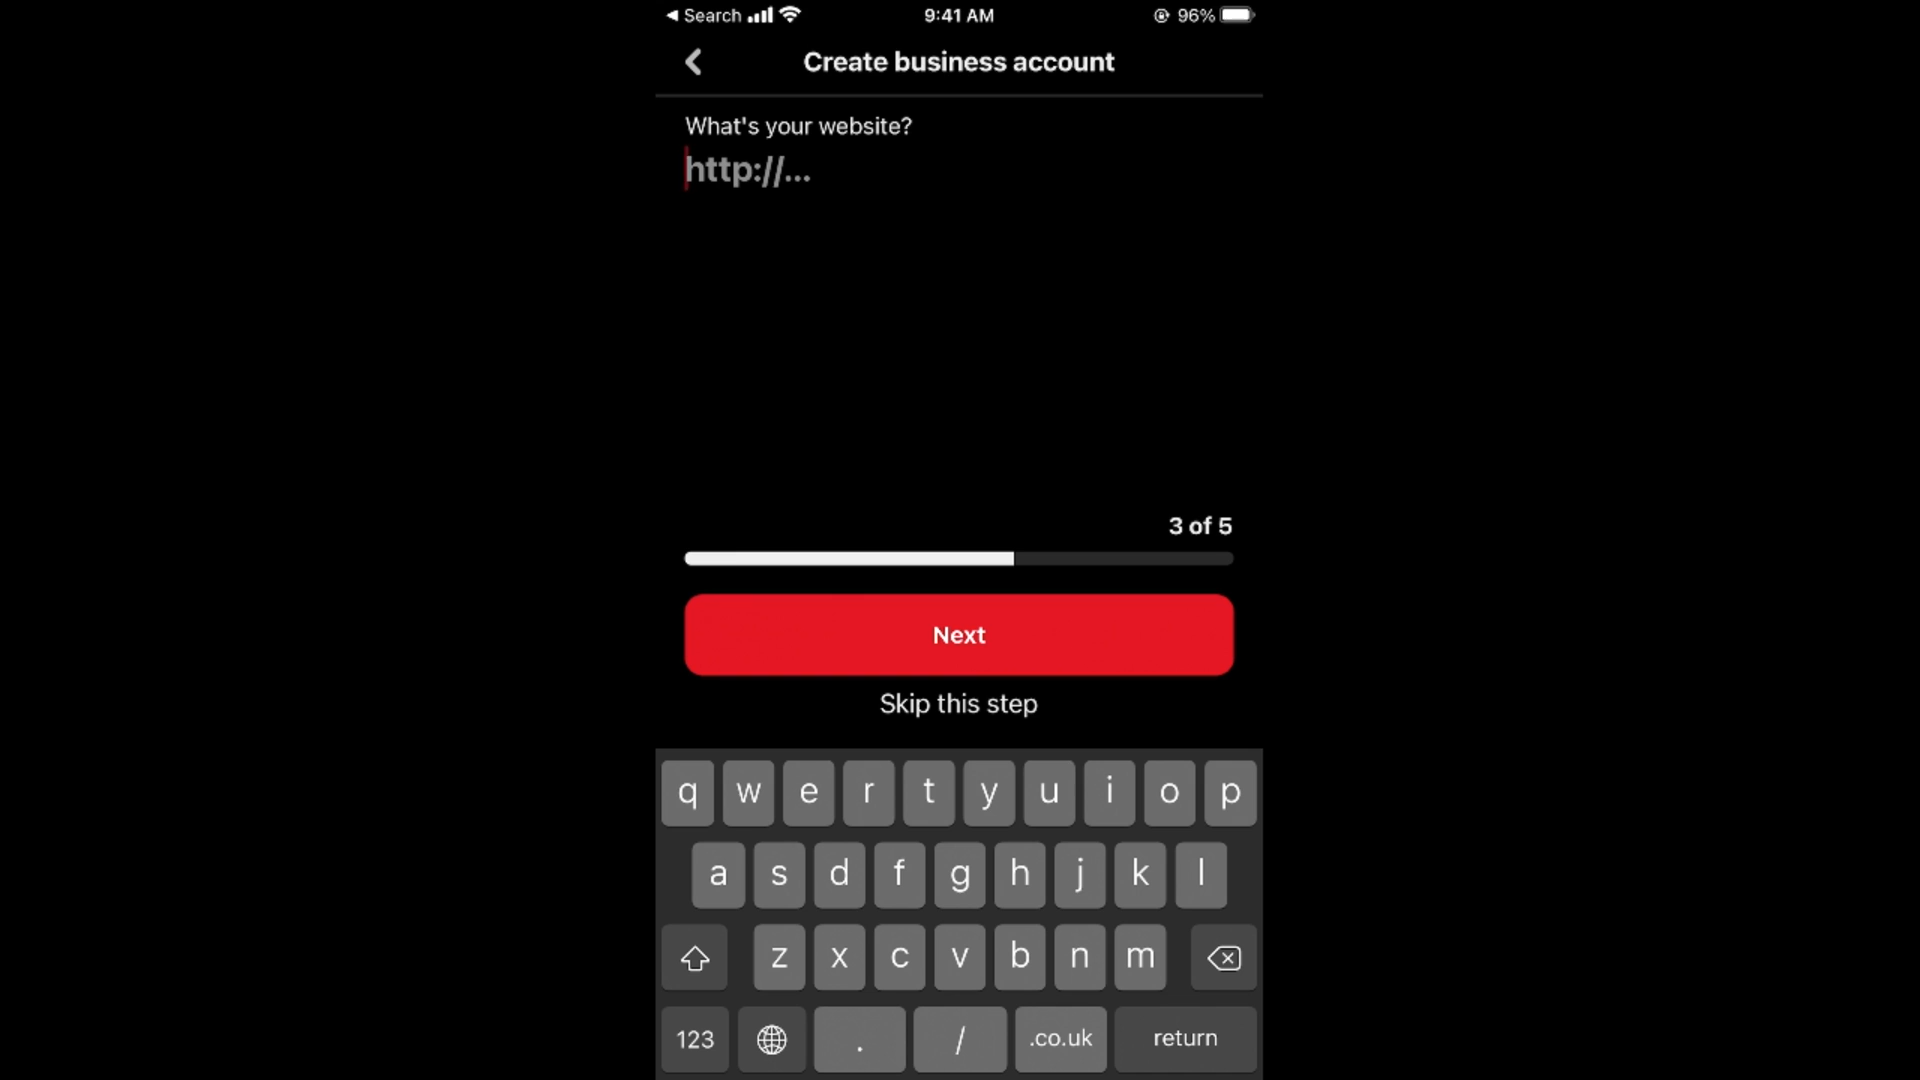 Search 9:41 AM 96%
Create business account
What's your website?
http://...
3 of 5
Next
Skip this step
q w e r t y u i o p
a s d f g h j k l
z x c v b n m
123 . / .co.uk return